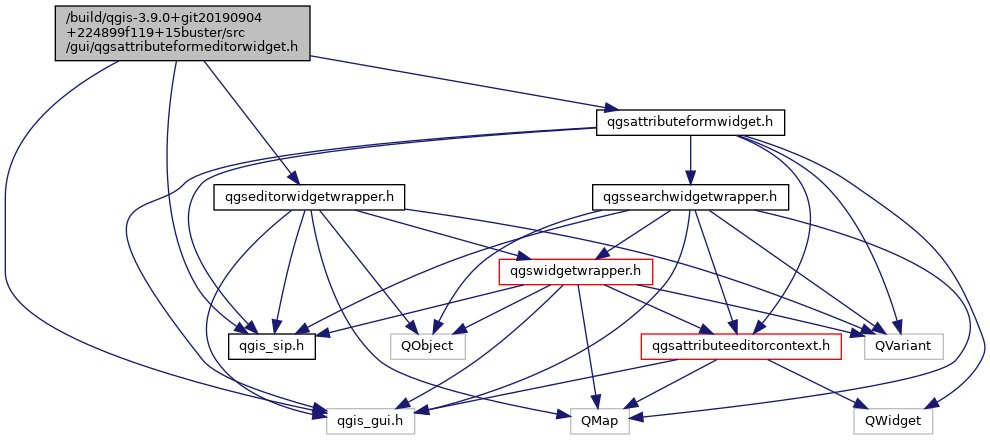 /build/qgis-3.9.0+git20190904
+224899f119+15buster/src
/gui/qgsattributeformeditorwidget.h
qgsattributeformwidget.h
qgseditorwidgetwrapper.h
qgssearchwidgetwrapper.h
qgswidgetwrapper.h
qgis_sip.h
QObject
qgsattributeeditorcontext.h
QVariant
qgis_gui.h
QMap
QWidget